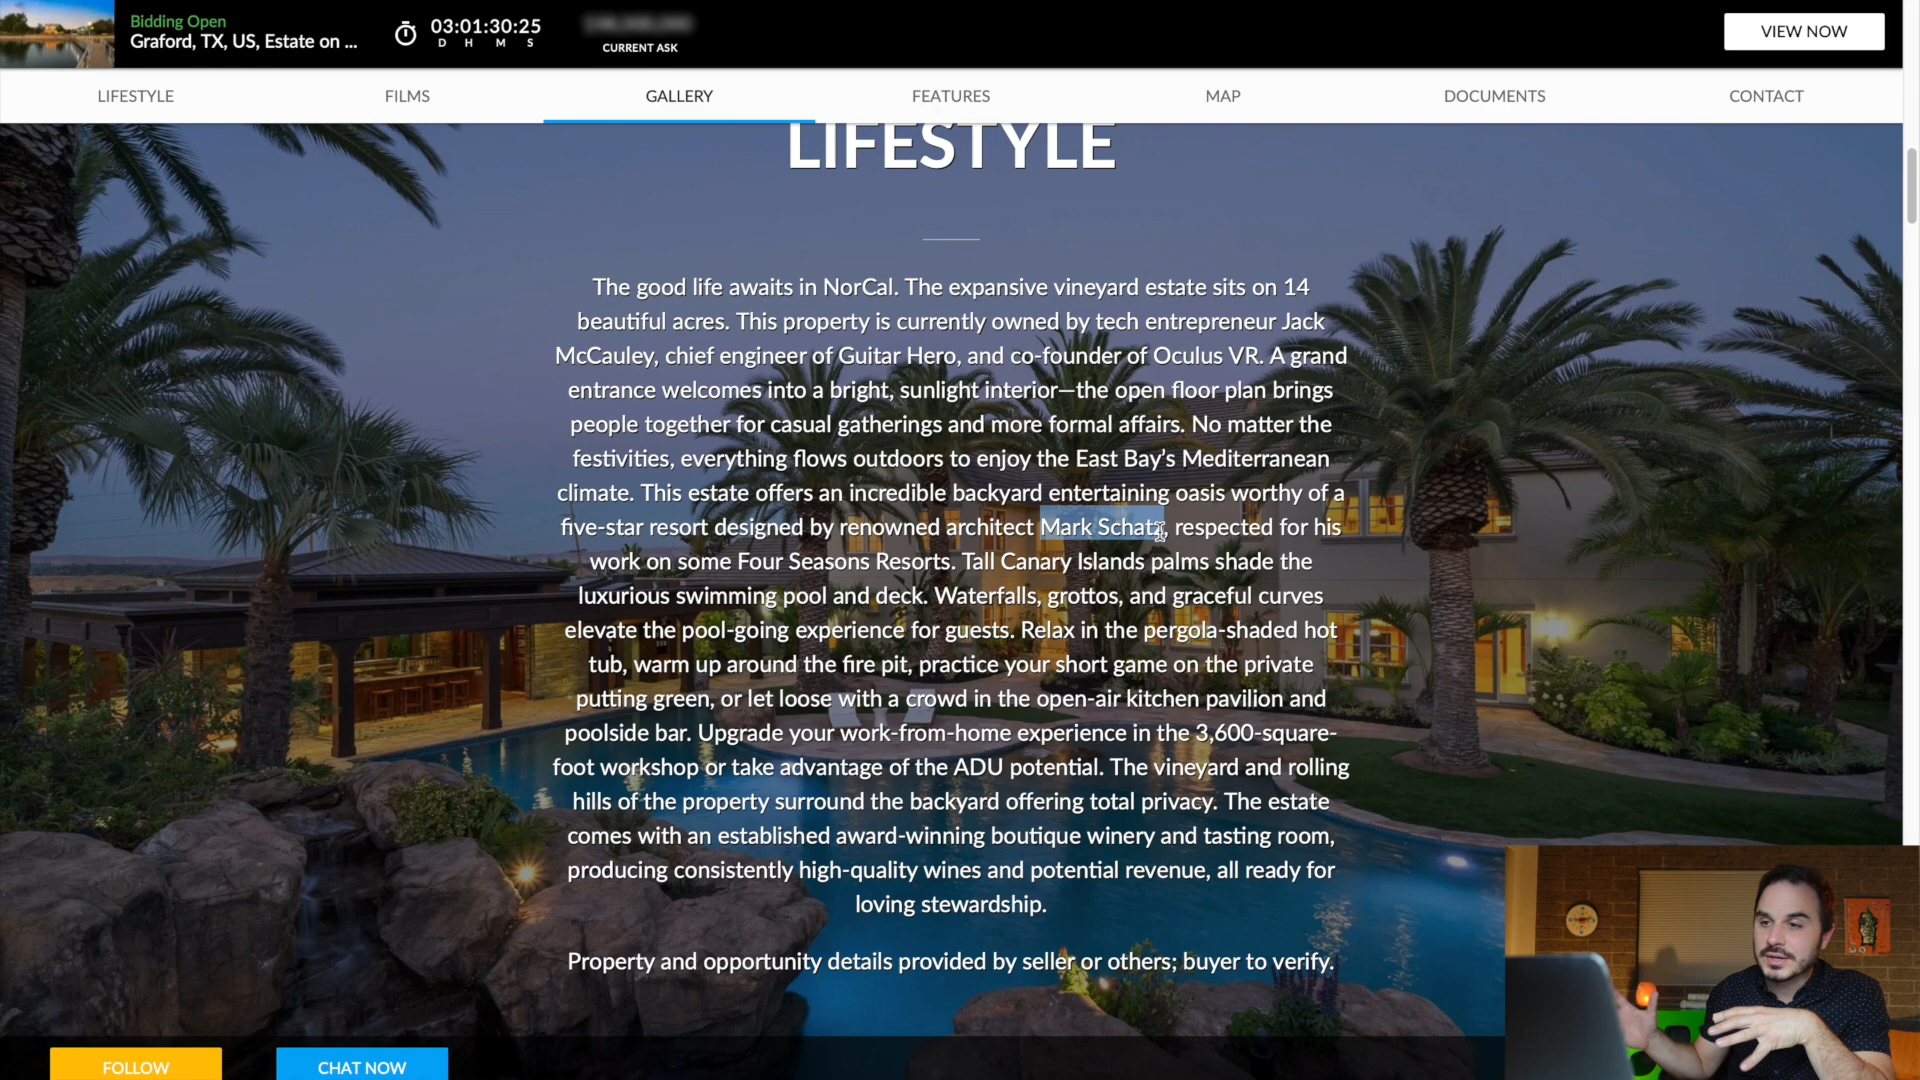 Bidding Open
Graford, TX, US, Estate on ...
03:01:30:25
D H M S
CURRENT ASK
VIEW NOW
LIFESTYLE
FILMS
GALLERY
FEATURES
MAP
DOCUMENTS
CONTACT
LIFESTYLE
The good life awaits in NorCal. The expansive vineyard estate sits on 14
beautiful acres. This property is currently owned by tech entrepreneur Jack
McCauley, chief engineer of Guitar Hero, and co-founder of Oculus VR. A grand
entrance welcomes into a bright, sunlight interior—the open floor plan brings
people together for casual gatherings and more formal affairs. No matter the
festivities, everything flows outdoors to enjoy the East Bay’s Mediterranean
climate. This estate offers an incredible backyard entertaining oasis worthy of a
five-star resort designed by renowned architect Mark Schatz, respected for his
work on some Four Seasons Resorts. Tall Canary Islands palms shade the
luxurious swimming pool and deck. Waterfalls, grottos, and graceful curves
elevate the pool-going experience for guests. Relax in the pergola-shaded hot
tub, warm up around the fire pit, practice your short game on the private
putting green, or let loose with a crowd in the open-air kitchen pavilion and
poolside bar. Upgrade your work-from-home experience in the 3,600-square-
foot workshop or take advantage of the ADU potential. The vineyard and rolling
hills of the property surround the backyard offering total privacy. The estate
comes with an established award-winning boutique winery and tasting room,
producing consistently high-quality wines and potential revenue, all ready for
loving stewardship.
Property and opportunity details provided by seller or others; buyer to verify.
FOLLOW
CHAT NOW